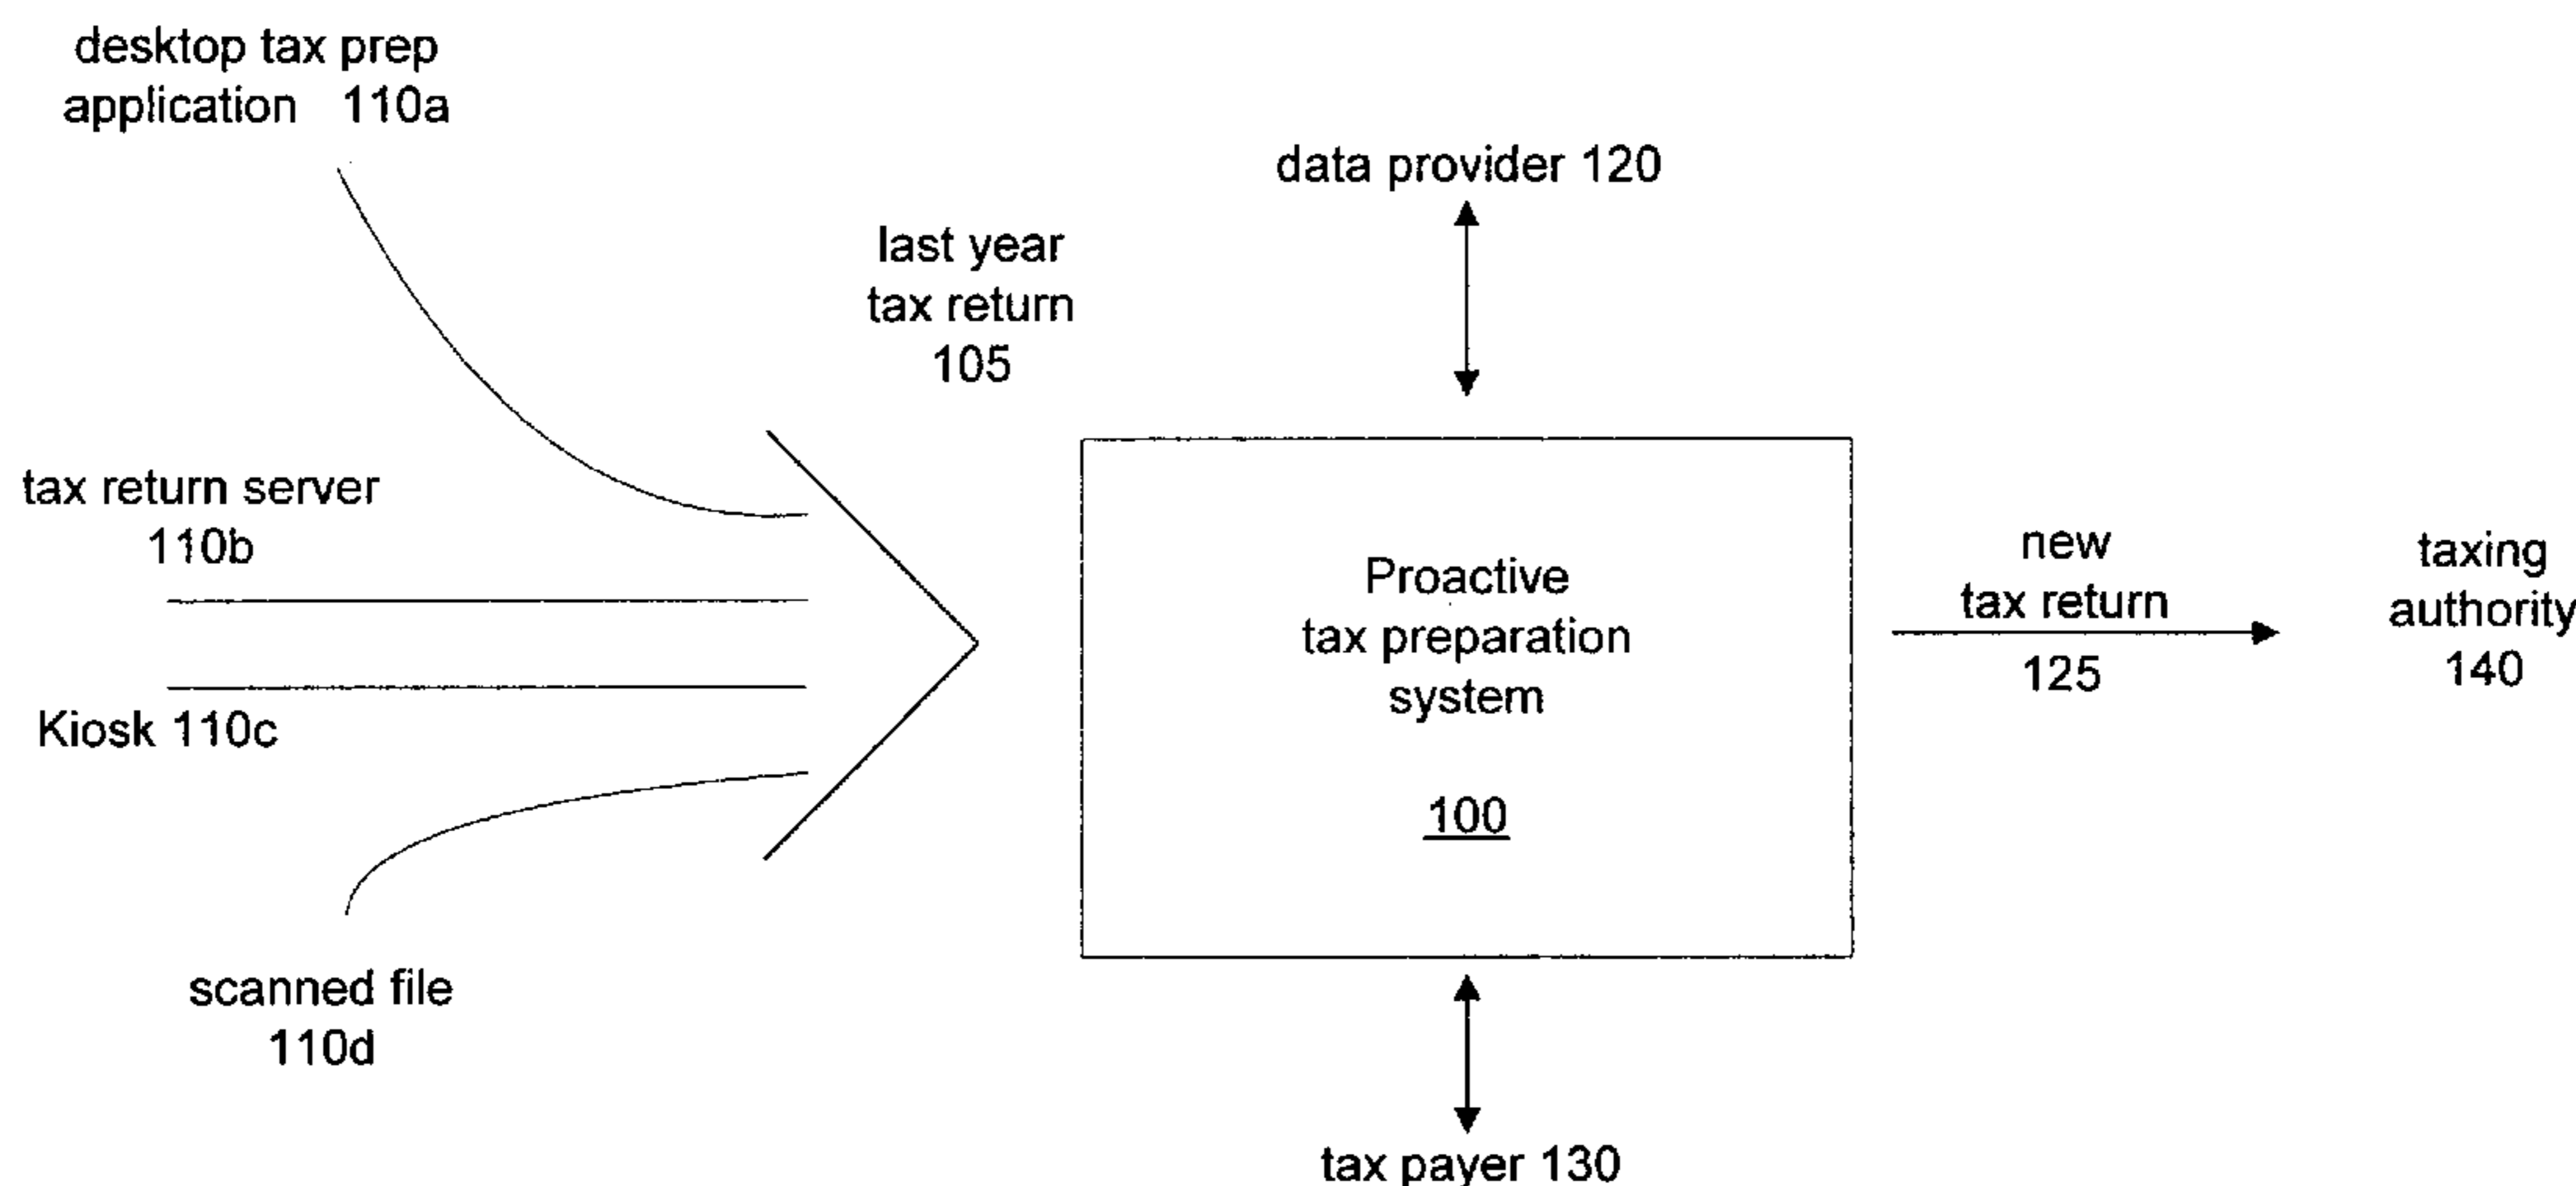 desktop tax prep
application 110a
data provider 120
last year
tax return
105
tax return server
110b
Kiosk 110c
scanned file
110d
Proactive
tax preparation
system
100
new
tax return
125
taxing
authority
140
tax payer 130